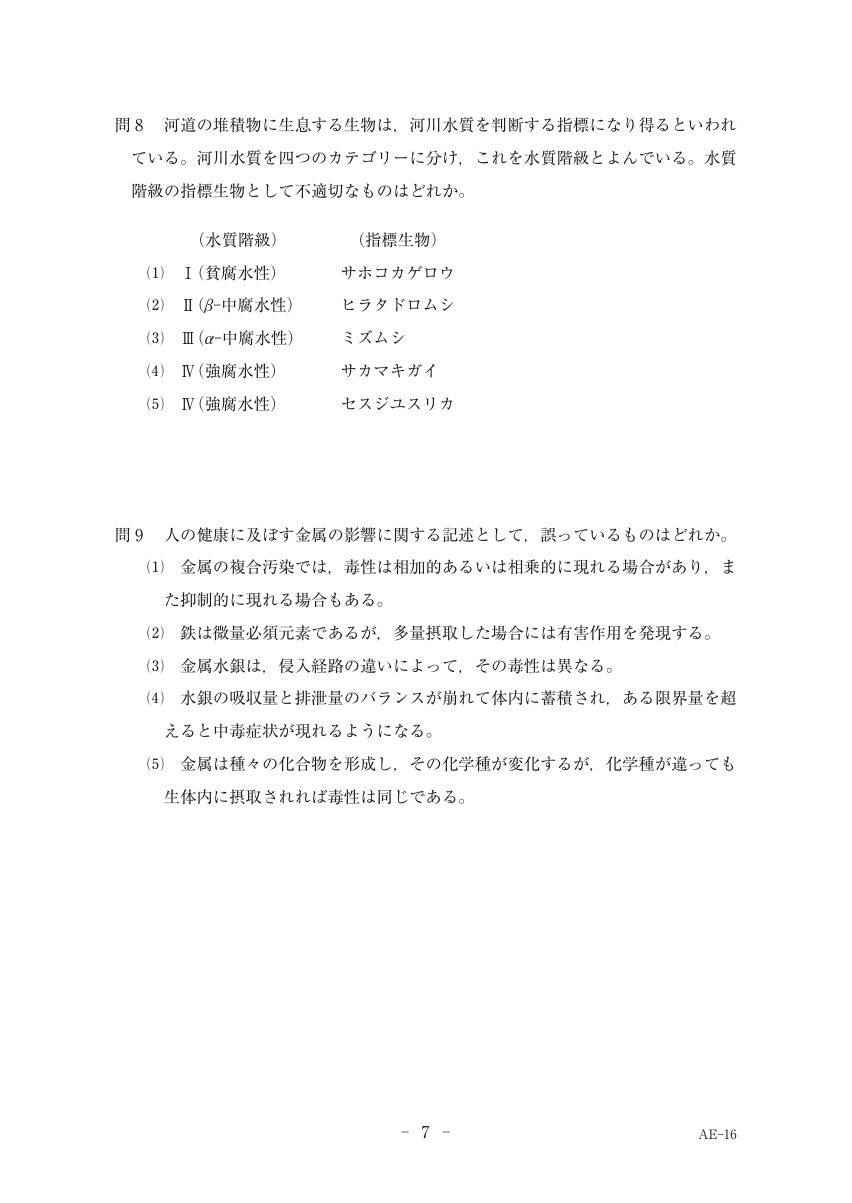 問8　河道の堆積物に生息する生物は，河川水質を判断する指標になり得るといわれ
ている。河川水質を四つのカテゴリーに分け，これを水質階級とよんでいる。水質
階級の指標生物として不適切なものはどれか。
（水質階級）　（指標生物）
⑴　Ⅰ（貧腐水性）　サホコカゲロウ
⑵　Ⅱ（β-中腐水性）　ヒラタドロムシ
⑶　Ⅲ（α-中腐水性）　ミズムシ
⑷　Ⅳ（強腐水性）　サカマキガイ
⑸　Ⅳ（強腐水性）　セスジユスリカ
問9　人の健康に及ぼす金属の影響に関する記述として，誤っているものはどれか。
⑴　金属の複合汚染では，毒性は相加的あるいは相乗的に現れる場合があり，ま
た抑制的に現れる場合もある。
⑵　鉄は微量必須元素であるが，多量摂取した場合には有害作用を発現する。
⑶　金属水銀は，侵入経路の違いによって，その毒性は異なる。
⑷　水銀の吸収量と排泄量のバランスが崩れて体内に蓄積され，ある限界量を超
えると中毒症状が現れるようになる。
⑸　金属は種々の化合物を形成し，その化学種が変化するが，化学種が違っても
生体内に摂取されれば毒性は同じである。
- 7 -
AE-16